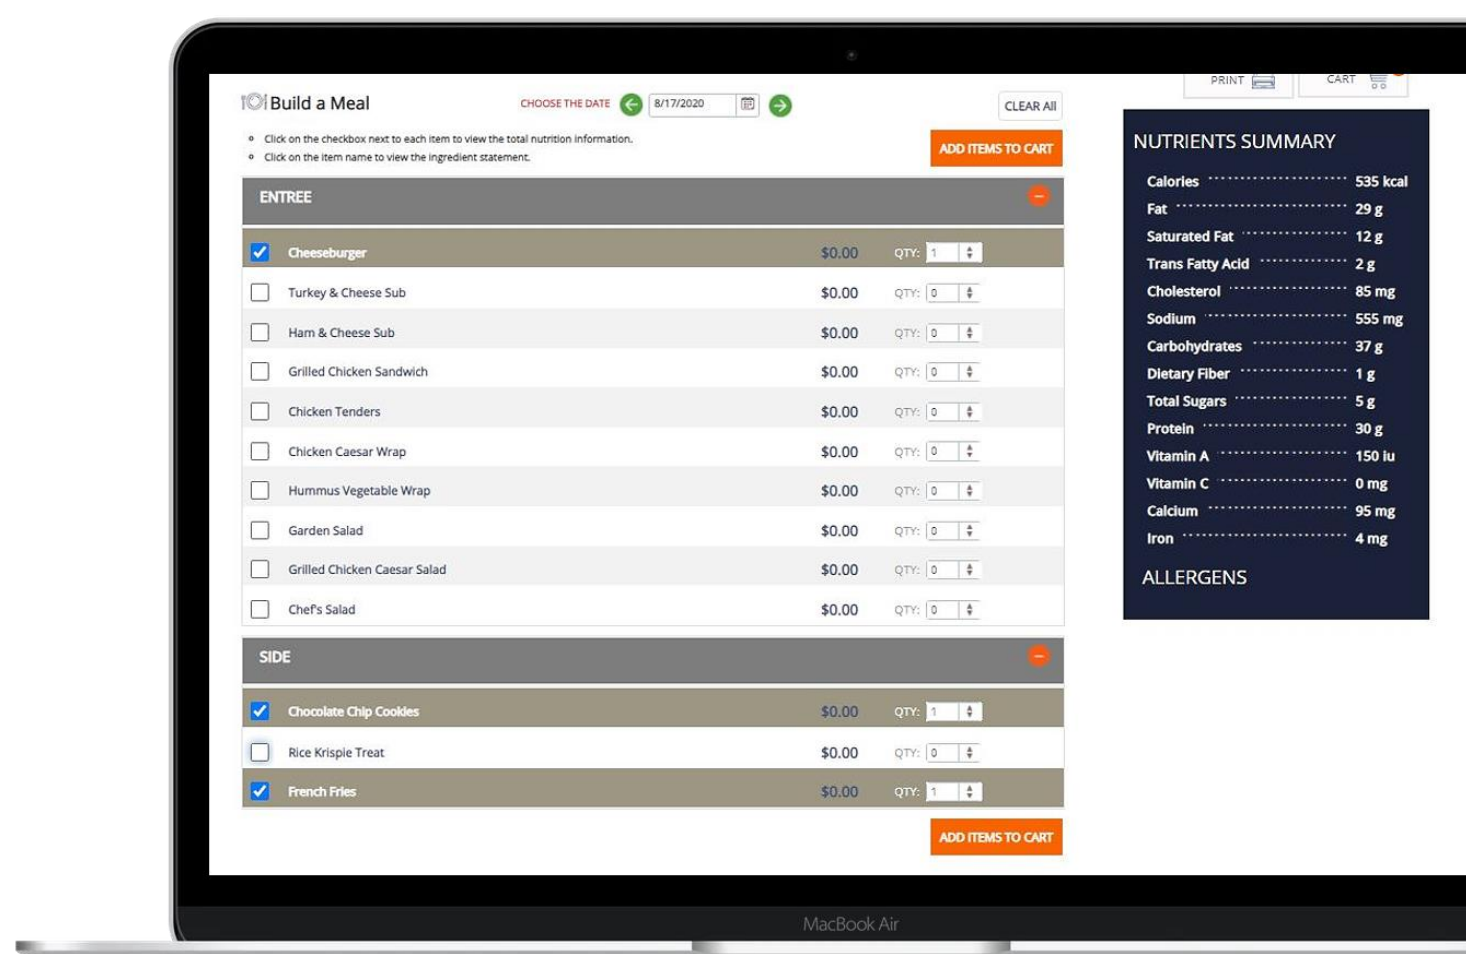 PRINT
CART
Build a Meal
CHOOSE THE DATE
8/17/2020
CLEAR All
Click on the checkbox next to each item to view the total nutrition information.
Click on the item name to view the ingredient statement.
ADD ITEMS TO CART
ENTREE
Cheeseburger $0.00 QTY: 1
Turkey & Cheese Sub $0.00 QTY: 0
Ham & Cheese Sub $0.00 QTY: 0
Grilled Chicken Sandwich $0.00 QTY: 0
Chicken Tenders $0.00 QTY: 0
Chicken Caesar Wrap $0.00 QTY: 0
Hummus Vegetable Wrap $0.00 QTY: 0
Garden Salad $0.00 QTY: 0
Grilled Chicken Caesar Salad $0.00 QTY: 0
Chef's Salad $0.00 QTY: 0
SIDE
Chocolate Chip Cookies $0.00 QTY: 1
Rice Krispie Treat $0.00 QTY: 0
French Fries $0.00 QTY: 1
ADD ITEMS TO CART
NUTRIENTS SUMMARY
Calories 535 kcal
Fat 29 g
Saturated Fat 12 g
Trans Fatty Acid 2 g
Cholesterol 85 mg
Sodium 555 mg
Carbohydrates 37 g
Dietary Fiber 1 g
Total Sugars 5 g
Protein 30 g
Vitamin A 150 iu
Vitamin C 0 mg
Calcium 95 mg
Iron 4 mg
ALLERGENS
MacBook Air